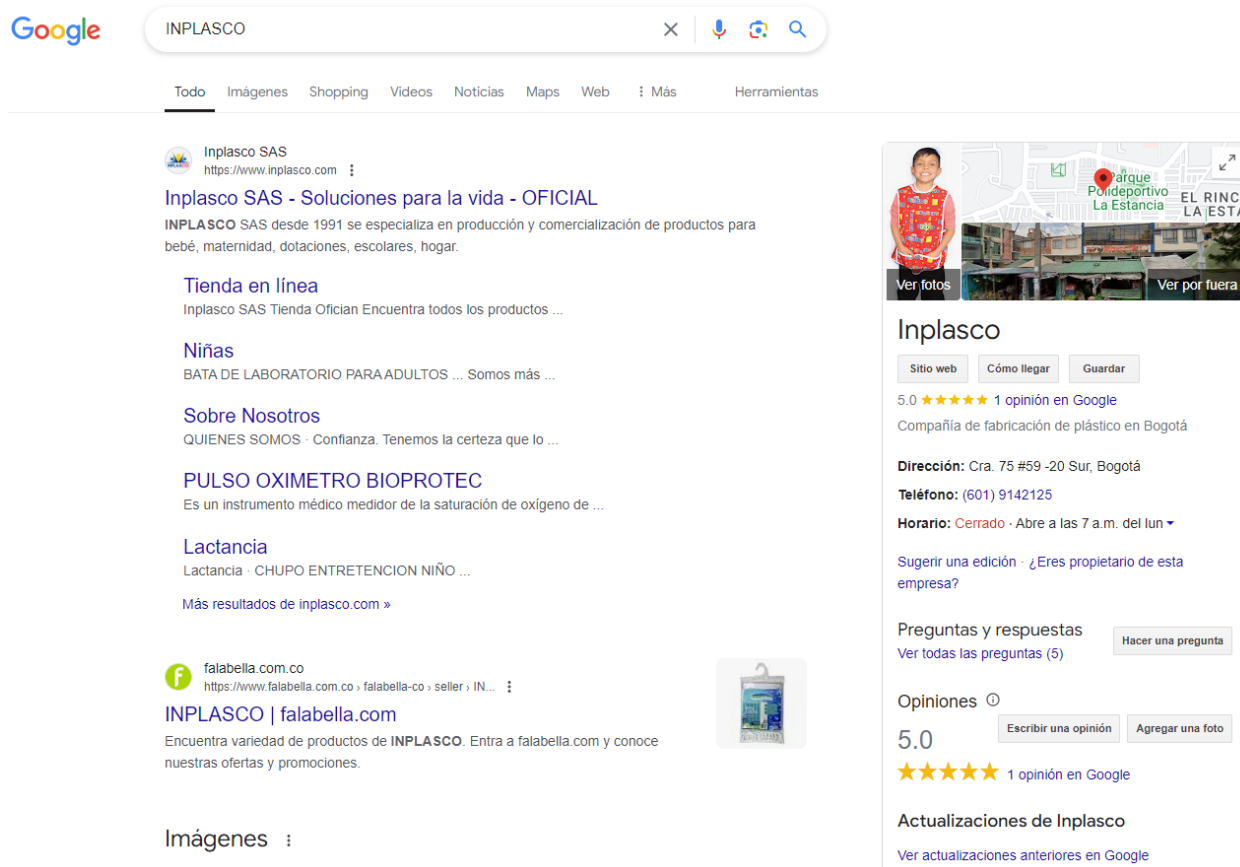 Google
INPLASCO
Todo Imágenes Shopping Videos Noticias Maps Web Más Herramientas
Inplasco SAS
https://www.inplasco.com
Inplasco SAS - Soluciones para la vida - OFICIAL
INPLASCO SAS desde 1991 se especializa en producción y comercialización de productos para
bebé, maternidad, dotaciones, escolares, hogar.
Tienda en línea
Inplasco SAS Tienda Ofician Encuentra todos los productos ...
Niñas
BATA DE LABORATORIO PARA ADULTOS ... Somos más ...
Sobre Nosotros
QUIENES SOMOS · Confianza. Tenemos la certeza que lo ...
PULSO OXIMETRO BIOPROTEC
Es un instrumento médico medidor de la saturación de oxígeno de ...
Lactancia
Lactancia · CHUPO ENTRETENCION NIÑO ...
Más resultados de inplasco.com »
falabella.com.co
https://www.falabella.com.co › falabella-co › seller › IN...
INPLASCO | falabella.com
Encuentra variedad de productos de INPLASCO. Entra a falabella.com y conoce
nuestras ofertas y promociones.
Imágenes
Parque
Polideportivo
La Estancia
EL RINC
LA ESTA
Ver fotos
Ver por fuera
Inplasco
Sitio web Cómo llegar Guardar
5.0 1 opinión en Google
Compañía de fabricación de plástico en Bogotá
Dirección: Cra. 75 #59 -20 Sur, Bogotá
Teléfono: (601) 9142125
Horario: Cerrado · Abre a las 7 a.m. del lun
Sugerir una edición · ¿Eres propietario de esta
empresa?
Preguntas y respuestas
Ver todas las preguntas (5)
Hacer una pregunta
Opiniones
Escribir una opinión Agregar una foto
5.0
1 opinión en Google
Actualizaciones de Inplasco
Ver actualizaciones anteriores en Google